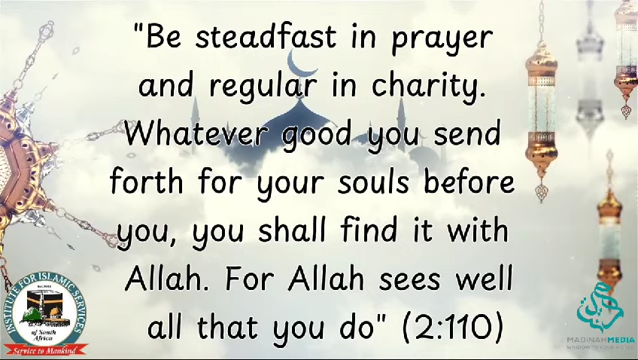 "Be steadfast in prayer
and regular in charity.
Whatever good you send
forth for your souls before
you, you shall find it with
Allah. For Allah sees well
all that you do" (2:110)
INSTITUTE FOR ISLAMIC SERVICES
of South
Africa
Service to Mankind
MADINAHMEDIA